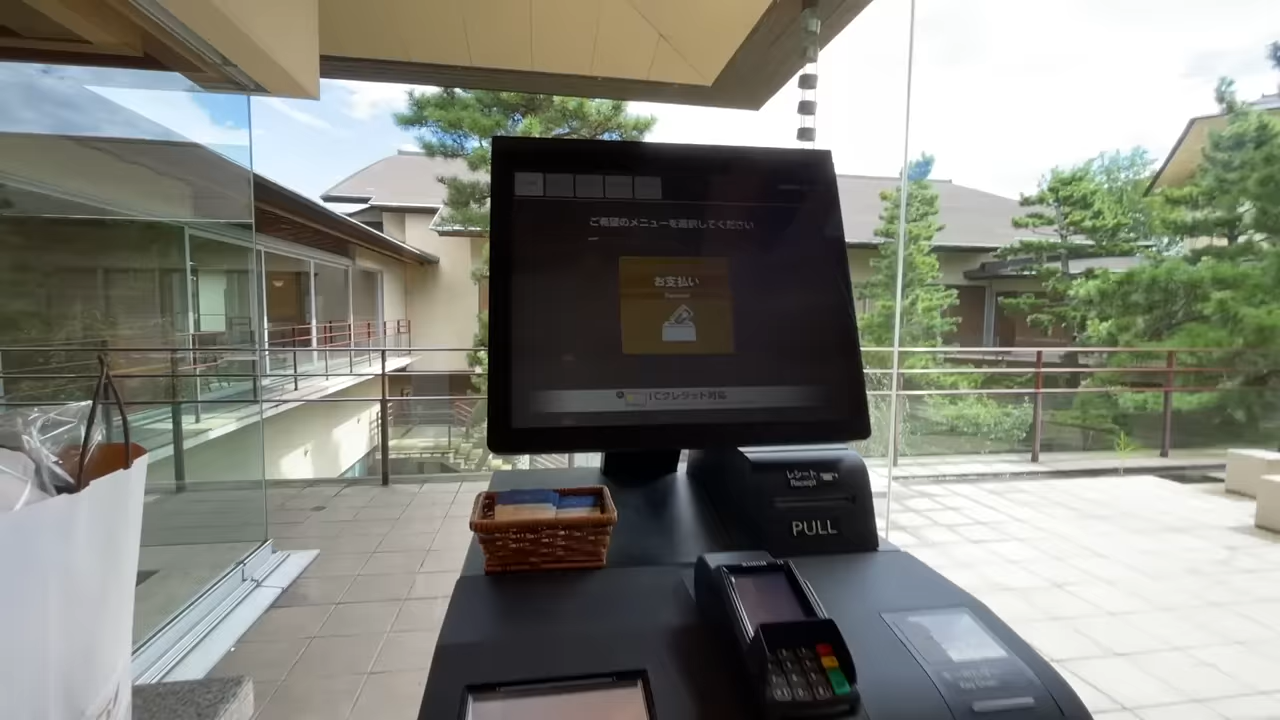 ご希望のメニューを選択してください
お支払い
Payment
ICクレジット対応
レシート
Receipt
PULL